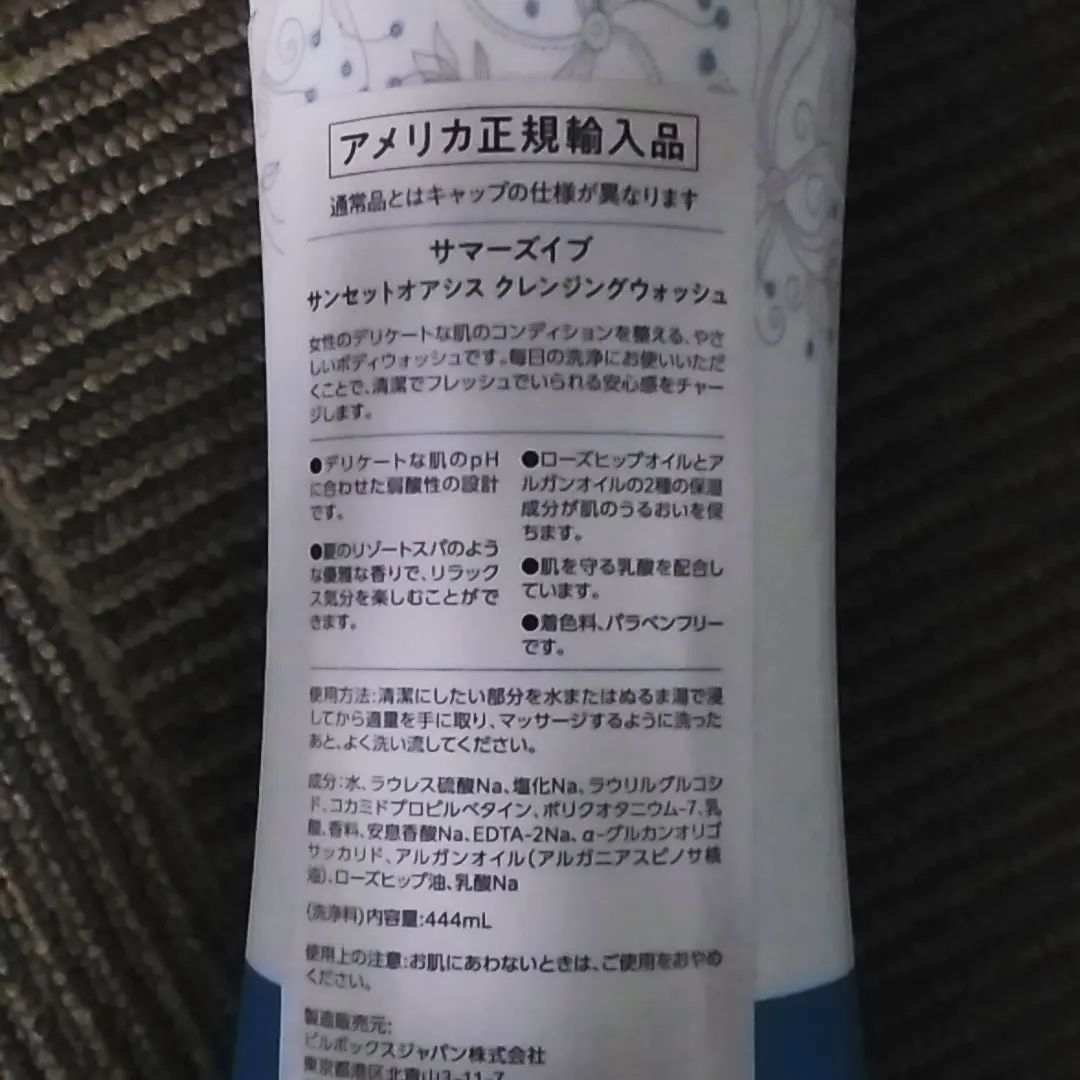 アメリカ正規輸入品
通常品とはキャップの仕様が異なります
サマーズイブ
サンセットオアシス クレンジングウォッシュ
女性のデリケートな肌のコンディションを整える、やさ
しいボディウォッシュです。毎日の洗浄にお使いいただ
くことで、清潔でフレッシュでいられる安心感をチャー
ジします。
●デリケートな肌のpH
に合わせた弱酸性の設計
です。
●夏のリゾートスパのよう
な優雅な香りで、リラック
ス気分を楽しむことがで
きます。
●ローズヒップオイルとア
ルガンオイルの2種の保湿
成分が肌のうるおいを保
ちます。
●肌を守る乳酸を配合し
ています。
●着色料、パラベンフリー
です。
使用方法:清潔にしたい部分を水またはぬるま湯で浸
してから適量を手に取り、マッサージするように洗った
あと、よく洗い流してください。
成分:水、ラウレス硫酸Na、塩化Na、ラウリルグルコシ
ド、コカミドプロピルベタイン、ポリクオタニウム-7、乳
酸、香料、安息香酸Na、EDTA-2Na、α-グルカンオリゴ
サッカリド、アルガンオイル(アルガニアスピノサ核
油)、ローズヒップ油、乳酸Na
(洗浄料)内容量:444mL
使用上の注意:お肌にあわないときは、ご使用をおやめ
ください。
製造販売元:
ピルボックスジャパン株式会社
東京都港区北青山3-11-7